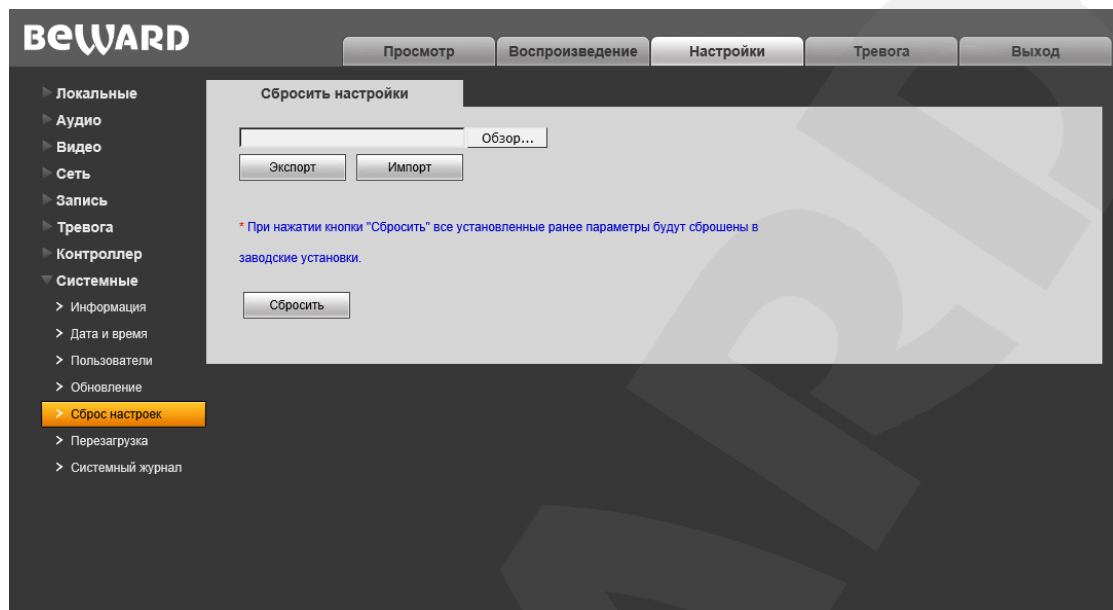 BEWARD
Просмотр
Воспроизведение
Настройки
Тревога
Выход
Локальные
Аудио
Видео
Сеть
Запись
Тревога
Контроллер
Системные
Информация
Дата и время
Пользователи
Обновление
Сброс настроек
Перезагрузка
Системный журнал
Сбросить настройки
Обзор...
Экспорт
Импорт
* При нажатии кнопки "Сбросить" все установленные ранее параметры будут сброшены в
заводские установки.
Сбросить